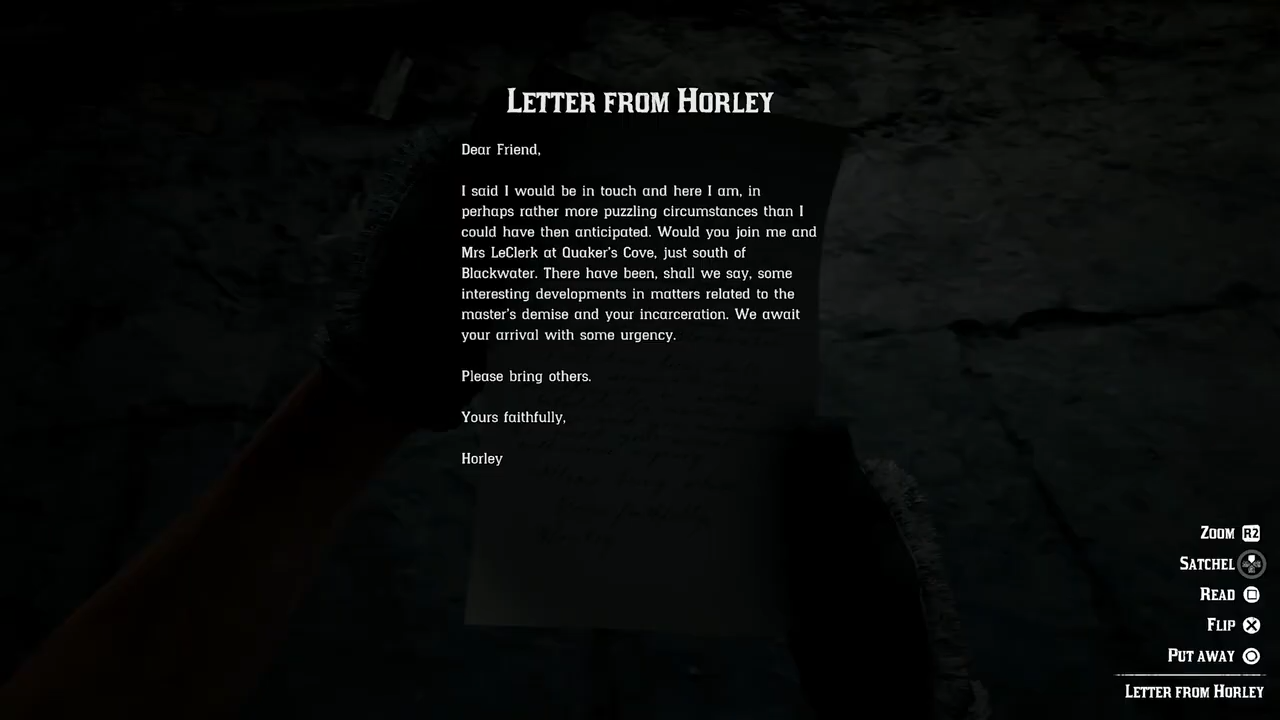 Letter from Horley
Dear Friend,
I said I would be in touch and here I am, in
perhaps rather more puzzling circumstances than I
could have then anticipated. Would you join me and
Mrs LeClerk at Quaker's Cove, just south of
Blackwater. There have been, shall we say, some
interesting developments in matters related to the
master's demise and your incarceration. We await
your arrival with some urgency.
Please bring others.
Yours faithfully,
Horley
Zoom R2
Satchel
Read
Flip
Put away
Letter from Horley